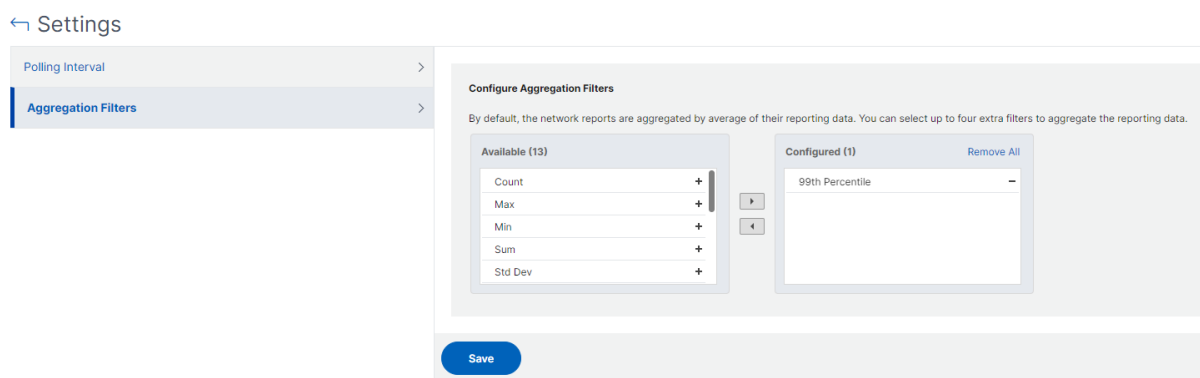 Settings
Polling Interval
Aggregation Filters
Configure Aggregation Filters
By default, the network reports are aggregated by average of their reporting data. You can select up to four extra filters to aggregate the reporting data.
Available (13)
Count
Max
Min
Sum
Std Dev
Configured (1) Remove All
99th Percentile
Save